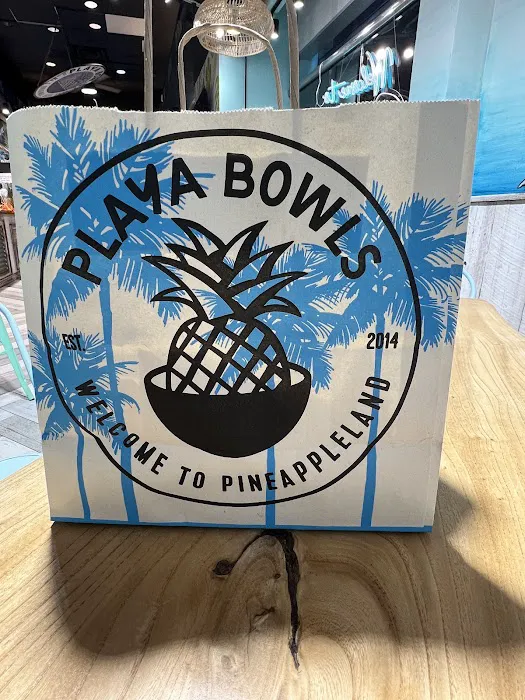 PLAYA BOWLS
EST. 2014
WELCOME TO PINEAPPLELAND